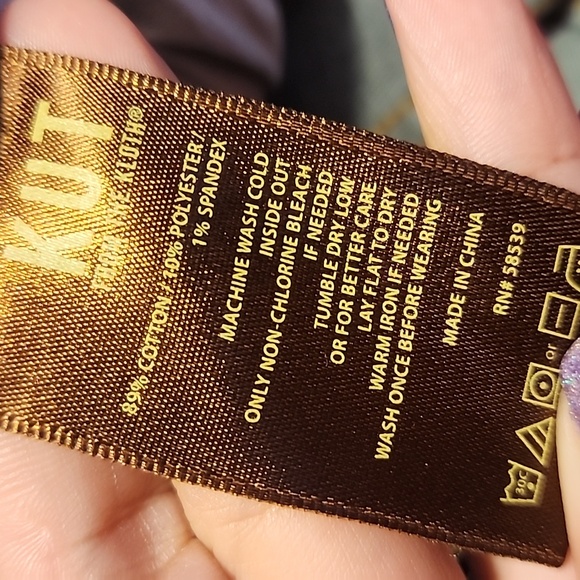 KUT
FROM THE KLOTH®
89% COTTON / 10% POLYESTER /
1% SPANDEX
MACHINE WASH COLD
INSIDE OUT
ONLY NON-CHLORINE BLEACH
IF NEEDED
TUMBLE DRY LOW
OR FOR BETTER CARE
LAY FLAT TO DRY
WARM IRON IF NEEDED
WASH ONCE BEFORE WEARING
MADE IN CHINA
RN# 58539
30C or